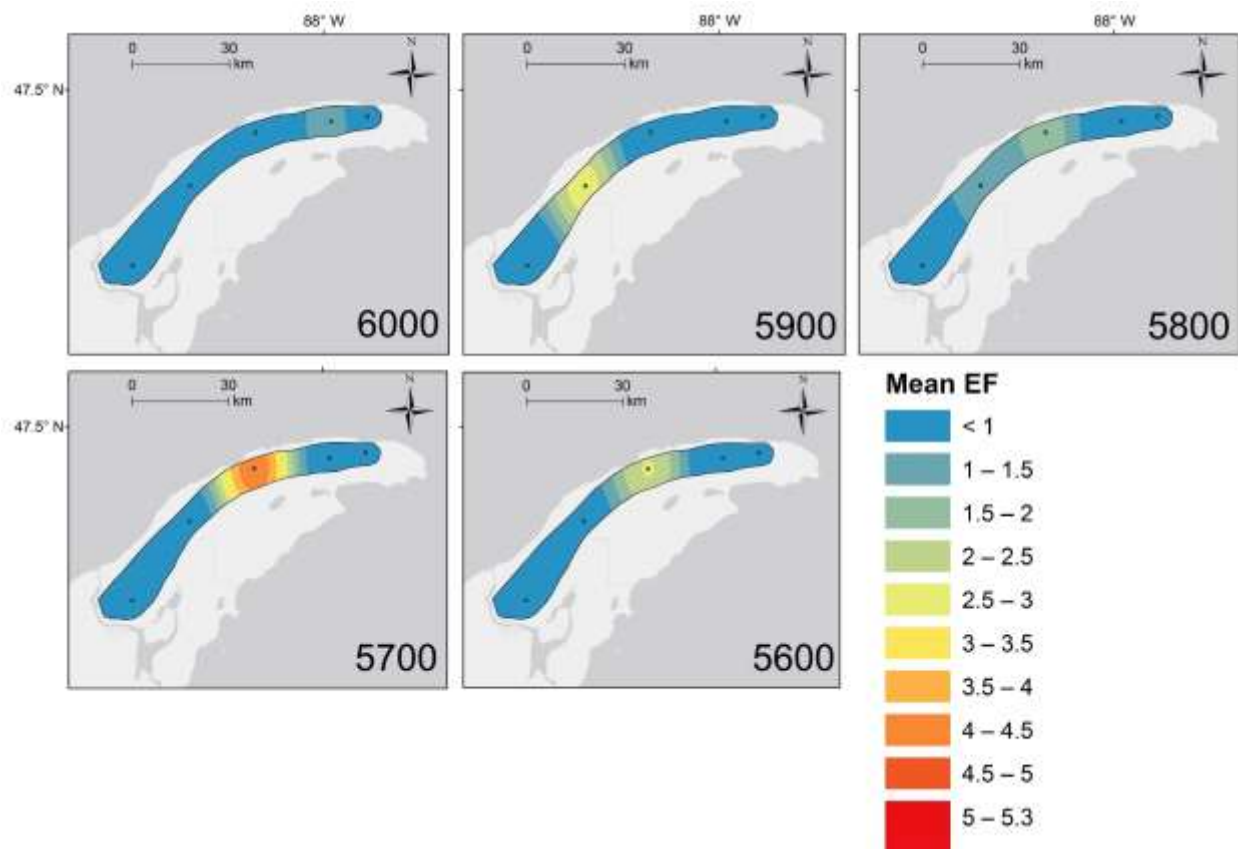 88° W 88° W 88° W
0 30 km N
0 30 km N
0 30 km N
47.5° N
6000 5900 5800
0 30 km N
0 30 km N
47.5° N
5700 5600
Mean EF
< 1
1 – 1.5
1.5 – 2
2 – 2.5
2.5 – 3
3 – 3.5
3.5 – 4
4 – 4.5
4.5 – 5
5 – 5.3